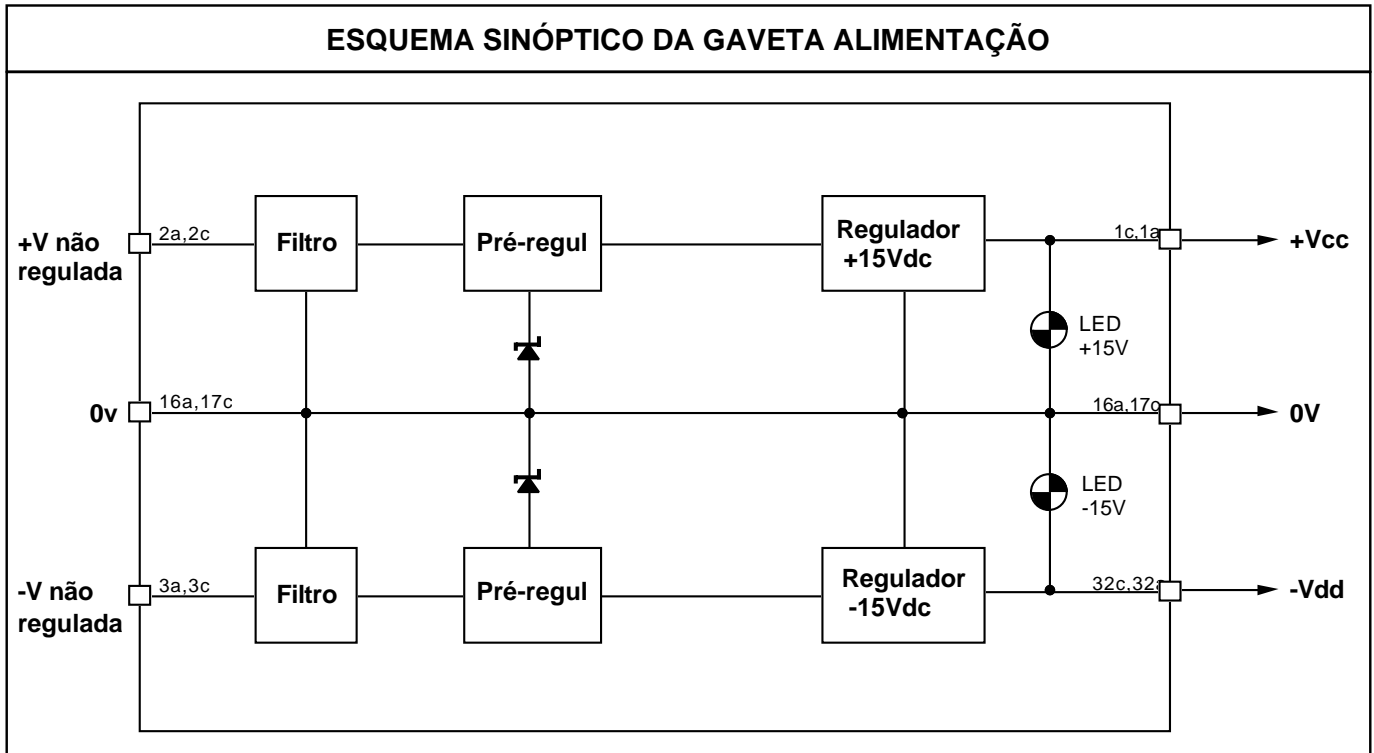 ESQUEMA SINÓPTICO DA GAVETA ALIMENTAÇÃO
+V não
regulada
2a,2c
Filtro
Pré-regul
Regulador
+15Vdc
1c,1a
+Vcc
LED
+15V
0v
16a,17c
16a,17c
0V
LED
-15V
-V não
regulada
3a,3c
Filtro
Pré-regul
Regulador
-15Vdc
32c,32a
-Vdd